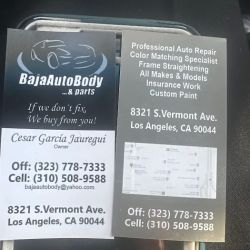 BajaAutoBody
...& parts
If we don't fix,
We buy from you!
Cesar García Jauregui
Owner
Off: (323) 778-7333
Cell: (310) 508-9588
bajaautobody@yahoo.com
8321 S.Vermont Ave.
Los Angeles, CA 90044
Professional Auto Repair
Color Matching Specialist
Frame Straightening
All Makes & Models
Insurance Work
Custom Paint
8321 S.Vermont Ave.
Los Angeles, CA 90044
Off: (323) 778-7333
Cell: (310) 508-9588